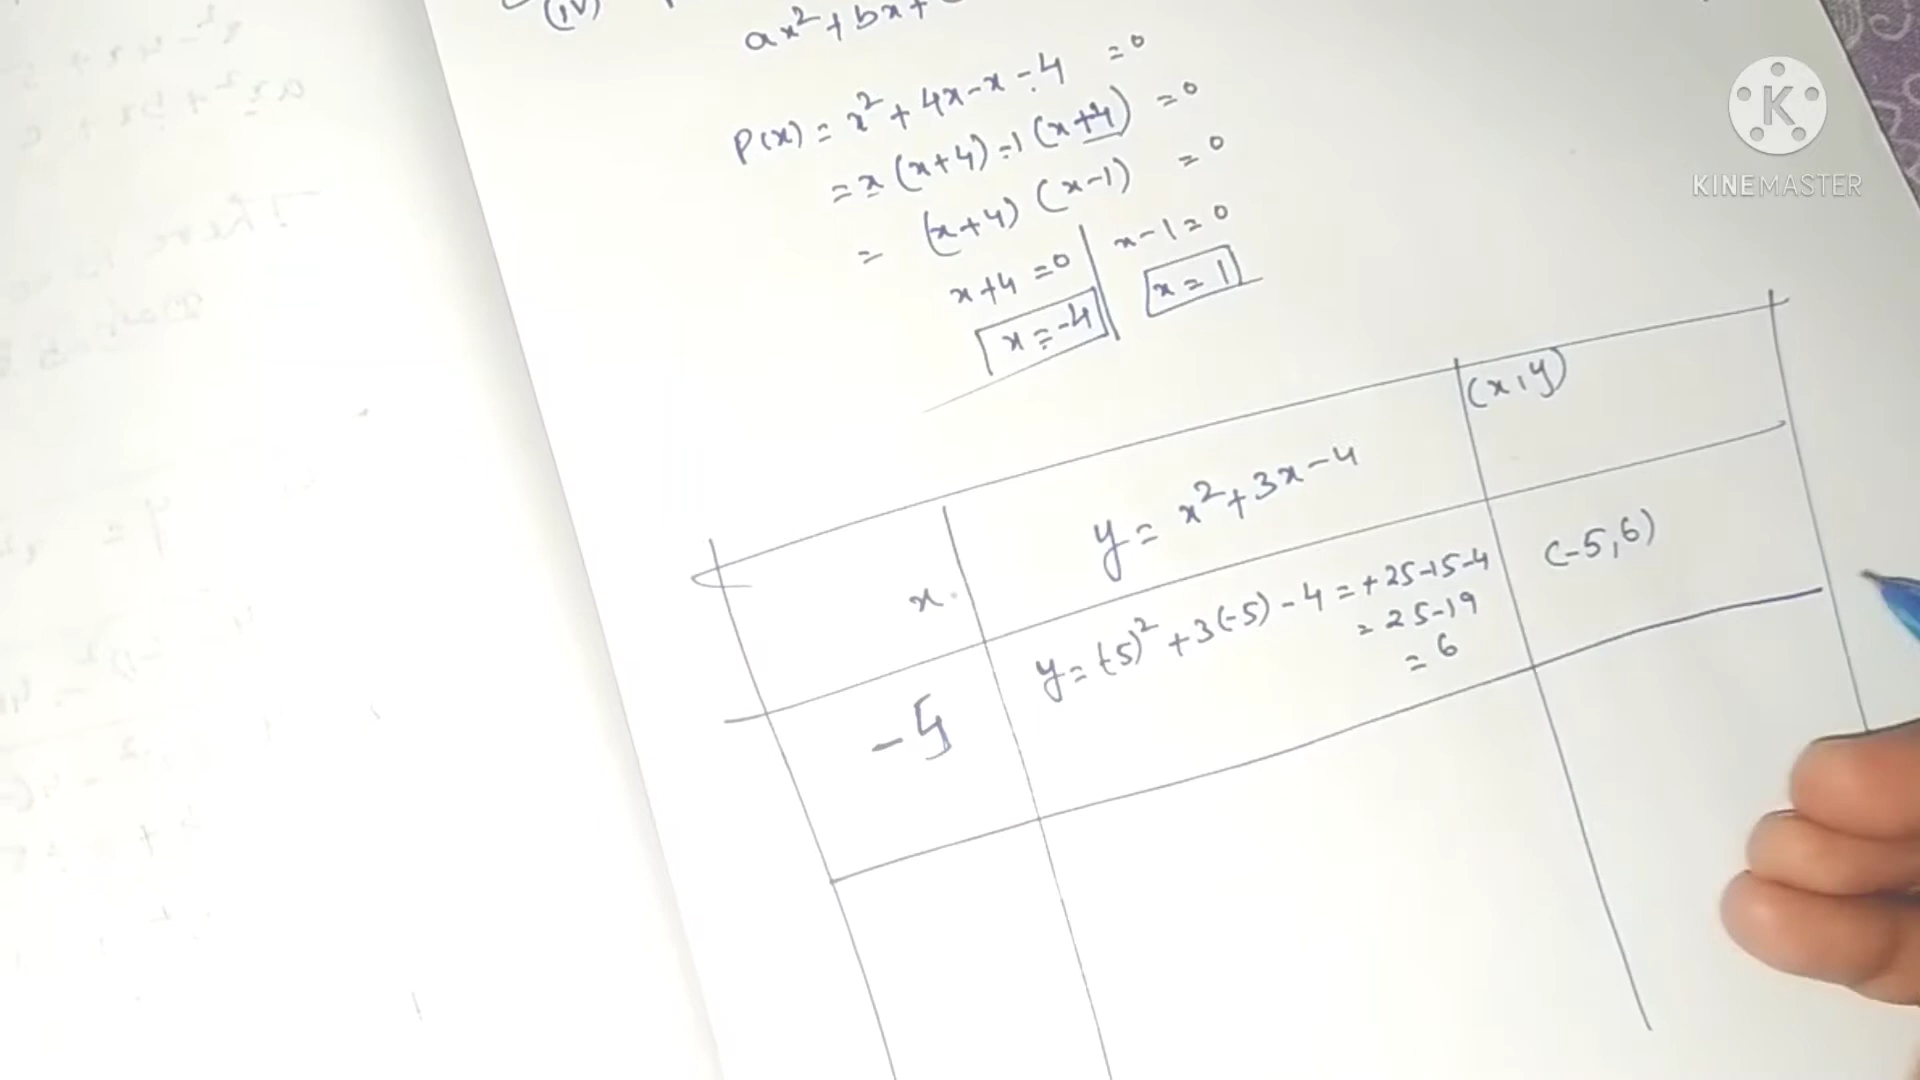 (iv)
ax²+bx+
P(x) = x² + 4x-x-4 =0
= x (x+4)-1 (x+4) =0
= (x+4) (x-1) =0
x+4 =0 | x-1=0
x=-4 | x=1
K
KINEMASTER
x y= x²+3x-4 (x,y)
-5 y=(-5)²+3(-5)-4=+25-15-4 (-5,6)
= 25-19
= 6